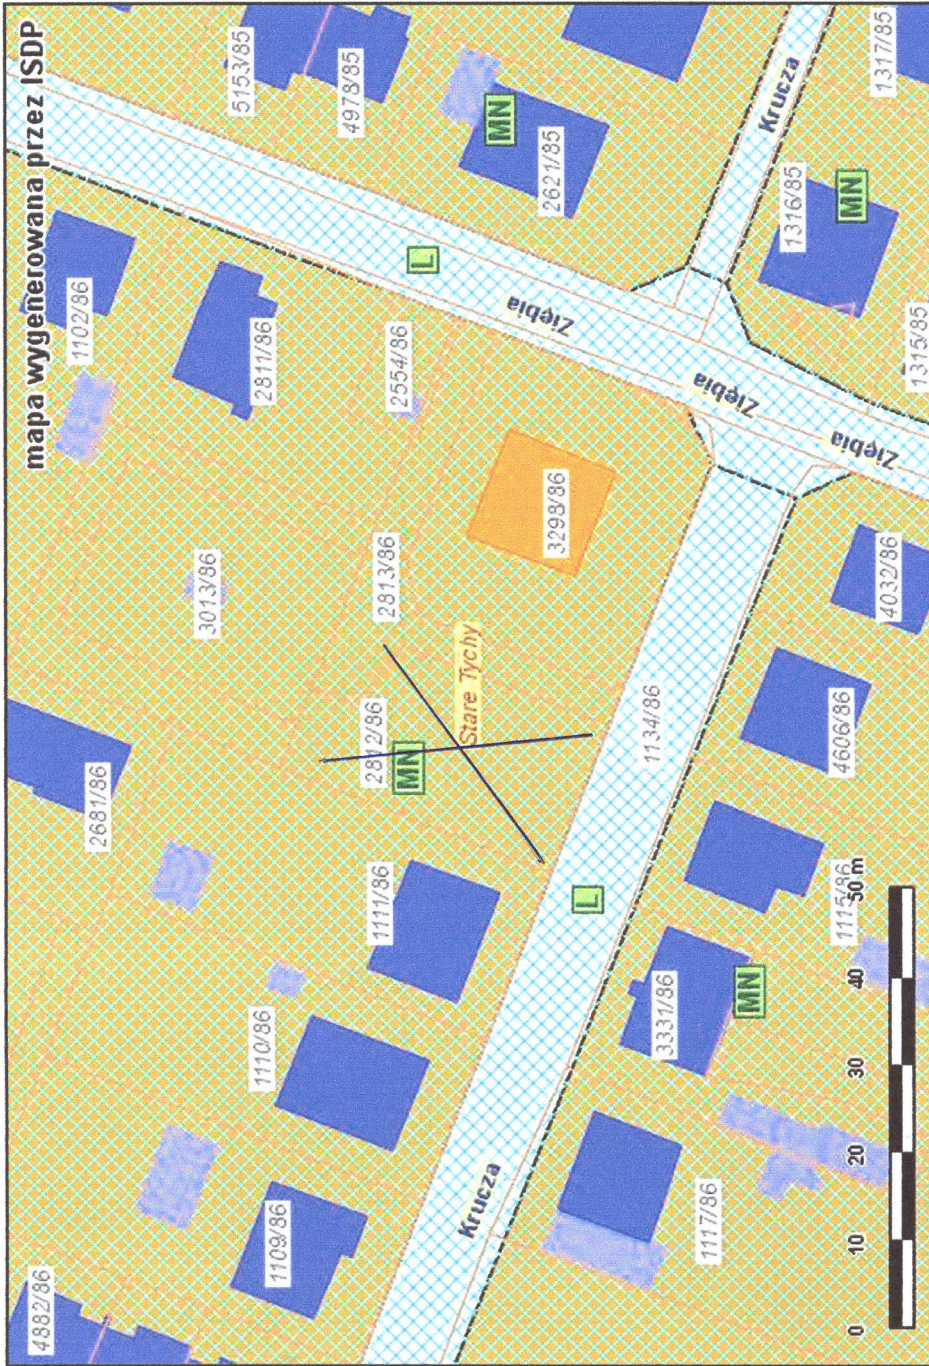 mapa wygenerowana przez ISDP
5153/85
4978/85
MN
2621/85
Krucza
1317/85
1316/85
MN
1315/85
L
Ziębia
Ziębia
Ziębia
1102/86
2811/86
2554/86
3298/86
3013/86
2813/86
4032/86
Stare Tychy
2812/86
MN
1134/86
4606/86
2681/86
1111/86
L
1115/86
3331/86
MN
1110/86
1109/86
Krucza
1117/86
4882/86
0 10 20 30 40 50 m